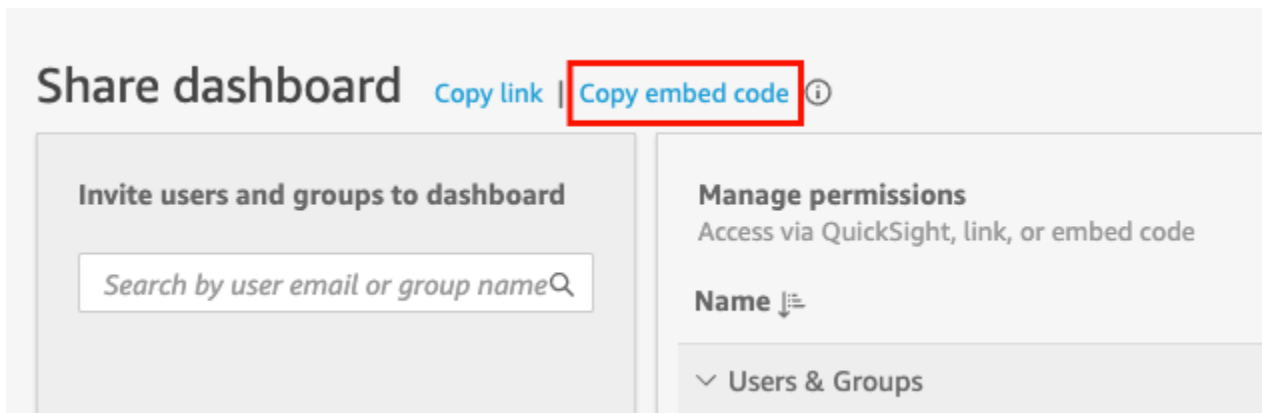 Share dashboard Copy link | Copy embed code
Invite users and groups to dashboard
Search by user email or group name
Manage permissions
Access via QuickSight, link, or embed code
Name
Users & Groups